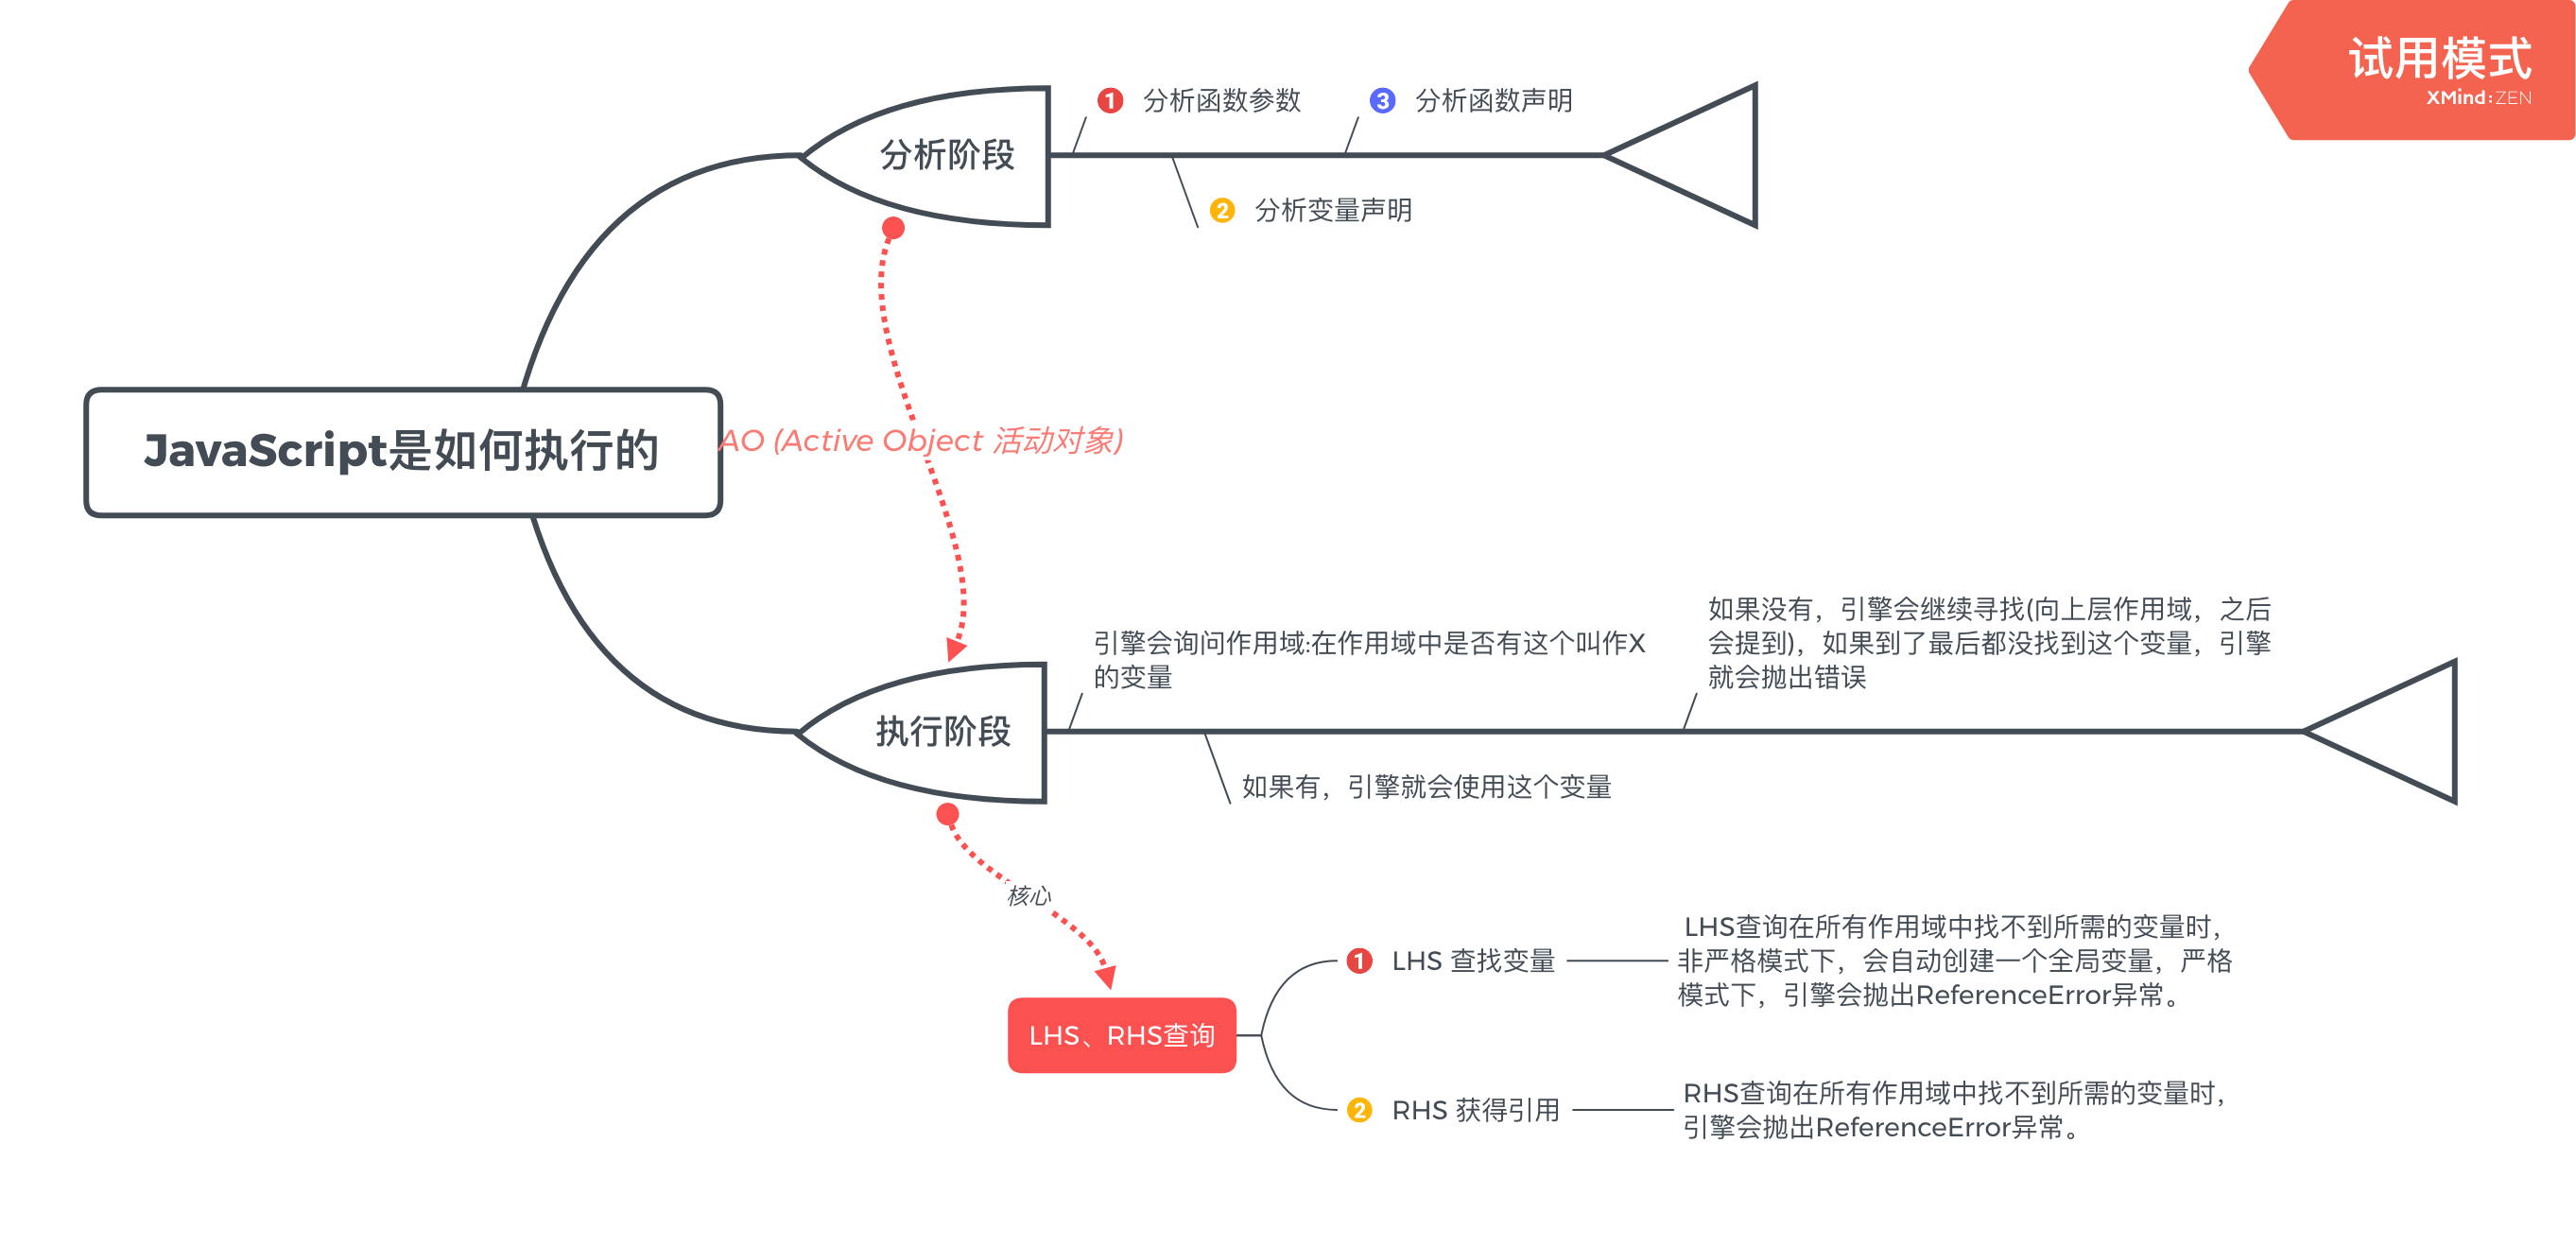 试用模式
XMind:ZEN
JavaScript是如何执行的
分析阶段
1 分析函数参数
2 分析变量声明
3 分析函数声明
AO (Active Object 活动对象)
执行阶段
引擎会询问作用域:在作用域中是否有这个叫作X
的变量
如果有，引擎就会使用这个变量
如果没有，引擎会继续寻找(向上层作用域，之后
会提到)，如果到了最后都没找到这个变量，引擎
就会抛出错误
核心
LHS、RHS查询
1 LHS 查找变量
LHS查询在所有作用域中找不到所需的变量时，
非严格模式下，会自动创建一个全局变量，严格
模式下，引擎会抛出ReferenceError异常。
2 RHS 获得引用
RHS查询在所有作用域中找不到所需的变量时，
引擎会抛出ReferenceError异常。